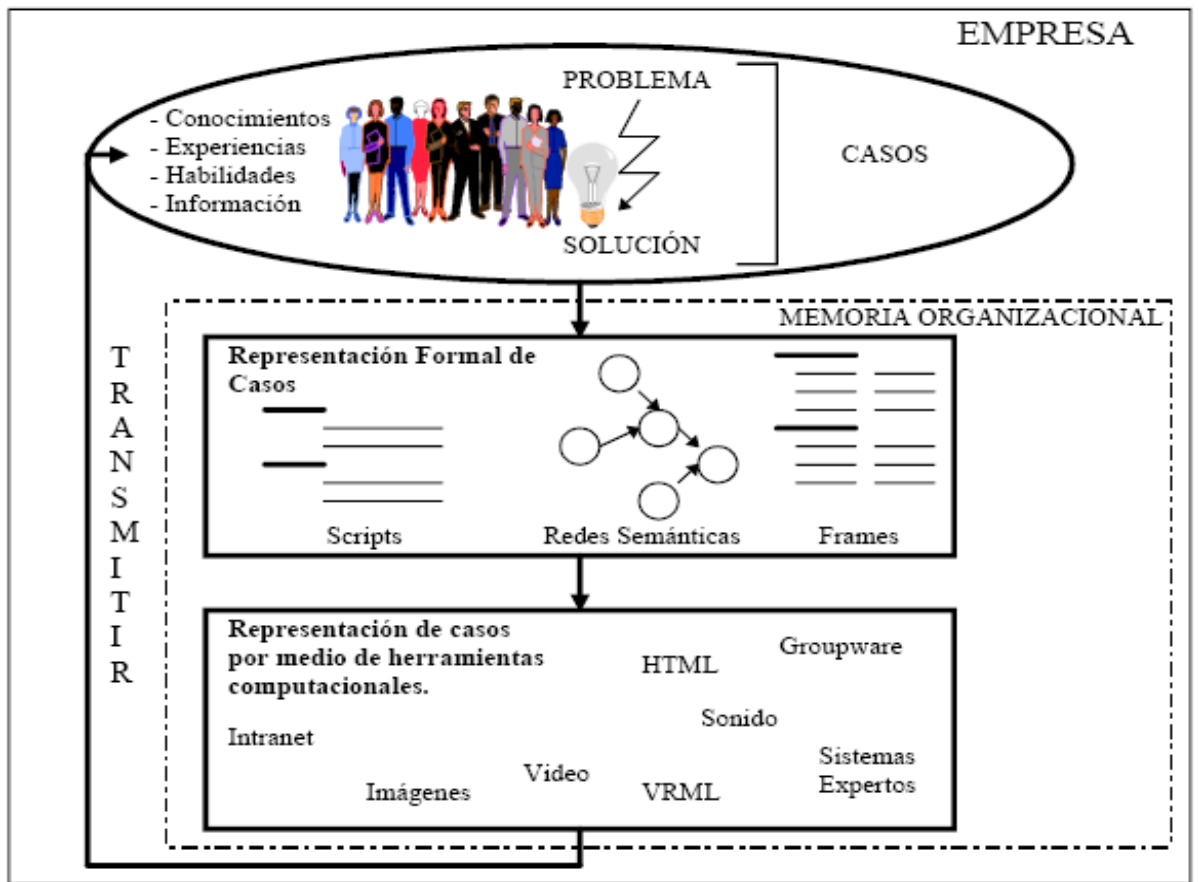 EMPRESA
PROBLEMA
- Conocimientos
- Experiencias
- Habilidades
- Información
CASOS
SOLUCIÓN
MEMORIA ORGANIZACIONAL
TRANSMITIR
Representación Formal de
Casos
Scripts
Redes Semánticas
Frames
Representación de casos
por medio de herramientas
computacionales.
Groupware
HTML
Sonido
Intranet
Video
Sistemas
Expertos
Imágenes
VRML